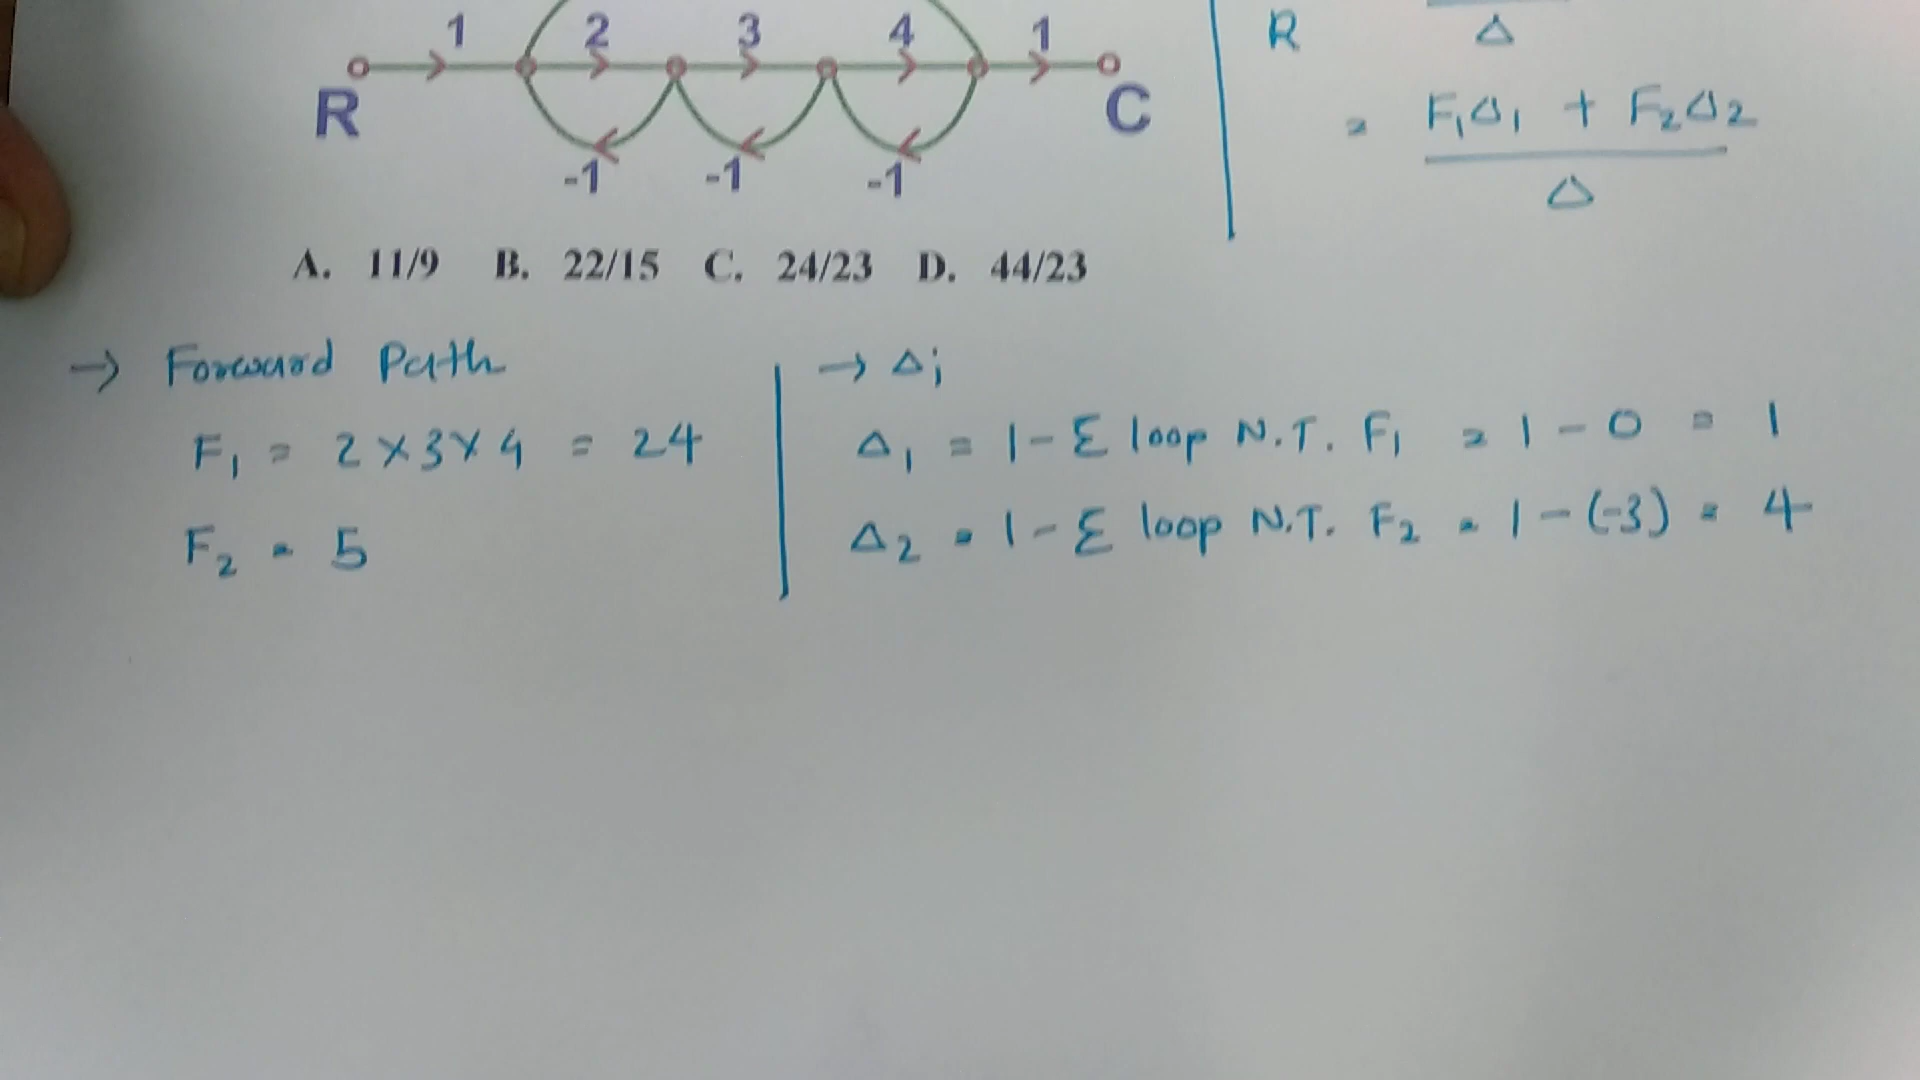 1 2 3 4 1
R C
-1 -1 -1
R Δ
= F₁Δ₁ + F₂Δ₂
Δ
A. 11/9 B. 22/15 C. 24/23 D. 44/23
→ Forward Path
F₁ = 2 × 3 × 4 = 24
F₂ = 5
→ Δi
Δ₁ = 1 - Σ loop N.T. F₁ = 1 - 0 = 1
Δ₂ = 1 - Σ loop N.T. F₂ = 1 - (-3) = 4